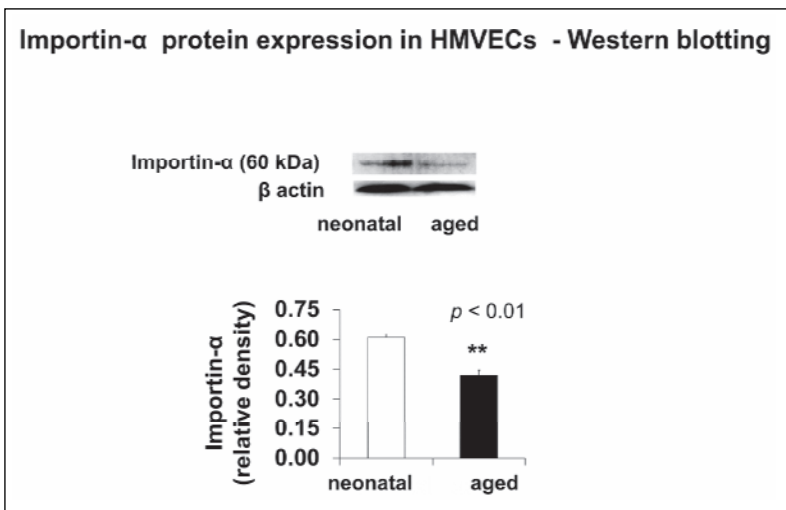 Importin-α protein expression in HMVECs - Western blotting
Importin-α (60 kDa)
β actin
neonatal aged
Importin-α
(relative density)
0.75
0.60
0.45
0.30
0.15
0.00
p < 0.01
**
neonatal aged